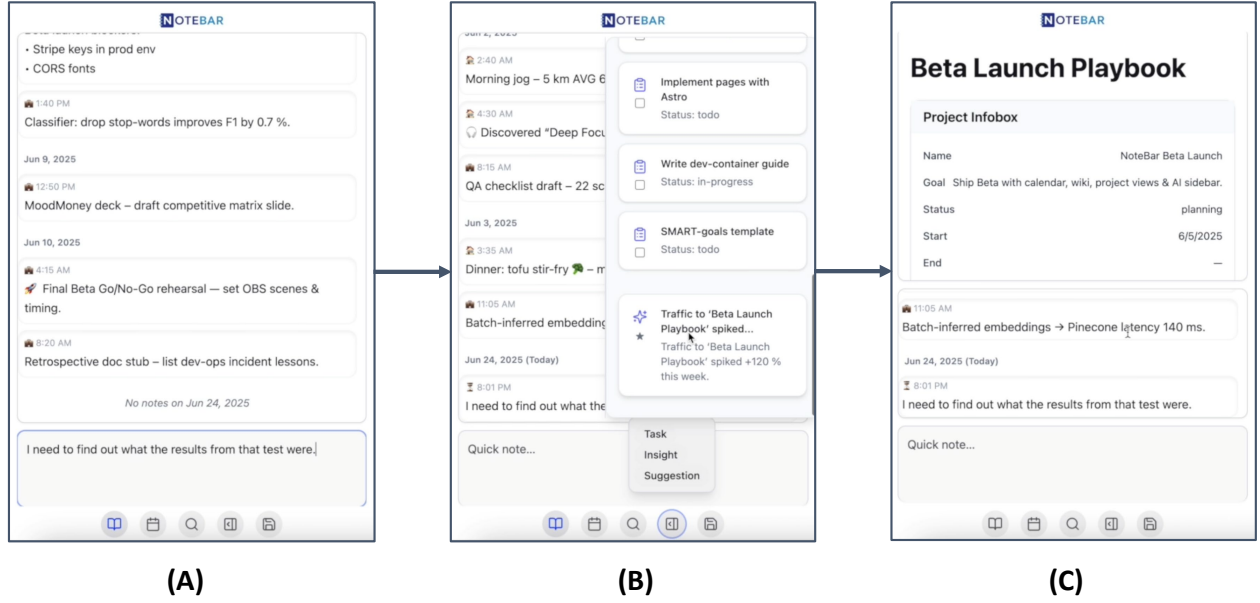 NOTEBAR
• Stripe keys in prod env
• CORS fonts
1:40 PM
Classifier: drop stop-words improves F1 by 0.7 %.
Jun 9, 2025
12:50 PM
MoodMoney deck – draft competitive matrix slide.
Jun 10, 2025
4:15 AM
🚀 Final Beta Go/No-Go rehearsal — set OBS scenes &
timing.
8:20 AM
Retrospective doc stub – list dev-ops incident lessons.
No notes on Jun 24, 2025
I need to find out what the results from that test were.
(A)
NOTEBAR
Jun 2, 2025
2:40 AM
Morning jog – 5 km AVG 6
4:30 AM
🎧 Discovered “Deep Focu
8:15 AM
QA checklist draft – 22 sc
Jun 3, 2025
3:35 AM
Dinner: tofu stir-fry 🥦 – m
11:05 AM
Batch-inferred embedding
Jun 24, 2025 (Today)
8:01 PM
I need to find out what the
Quick note...
Implement pages with
Astro
Status: todo
Write dev-container guide
Status: in-progress
SMART-goals template
Status: todo
Traffic to ‘Beta Launch
Playbook’ spiked...
Traffic to ‘Beta Launch
Playbook’ spiked +120 %
this week.
Task
Insight
Suggestion
(B)
NOTEBAR
Beta Launch Playbook
Project Infobox
Name NoteBar Beta Launch
Goal Ship Beta with calendar, wiki, project views & AI sidebar.
Status planning
Start 6/5/2025
End —
11:05 AM
Batch-inferred embeddings → Pinecone latency 140 ms.
Jun 24, 2025 (Today)
8:01 PM
I need to find out what the results from that test were.
Quick note...
(C)